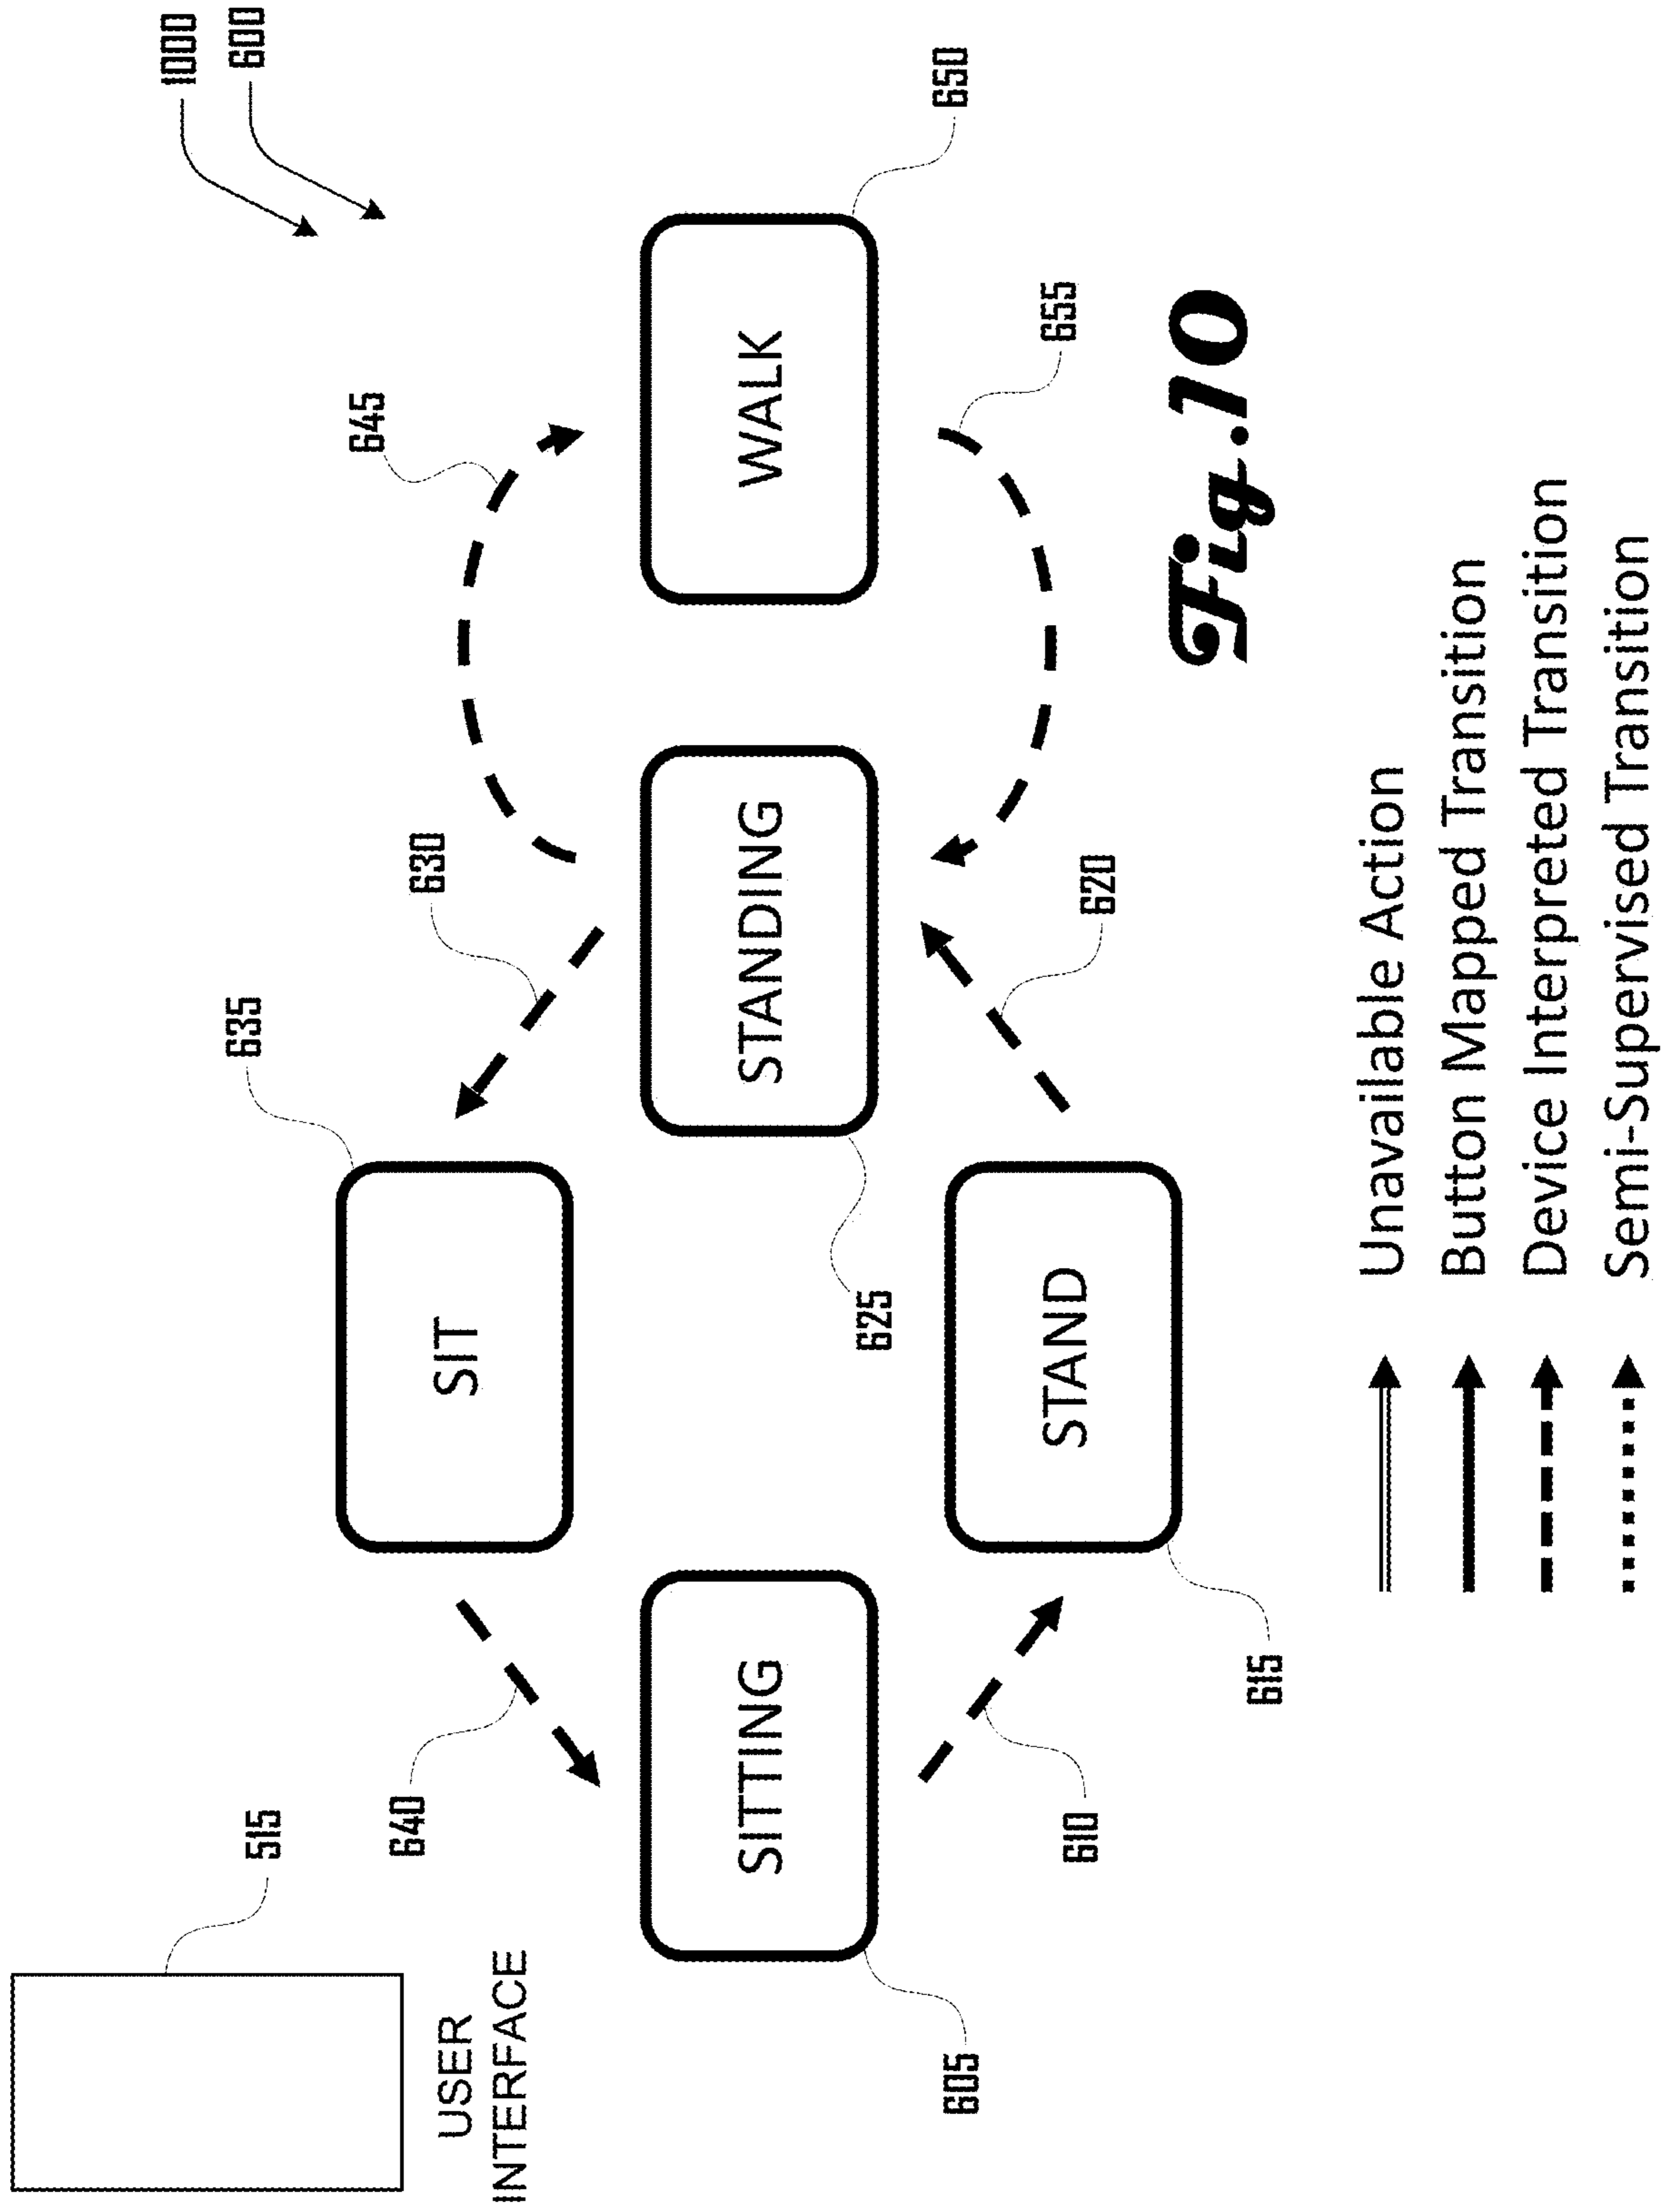 1000
600
515
USER
INTERFACE
640
635
630
645
SIT
SITTING
STANDING
WALK
650
605
625
610
STAND
620
655
615
Fig.10
Unavailable Action
Button Mapped Transition
Device Interpreted Transition
Semi-Supervised Transition